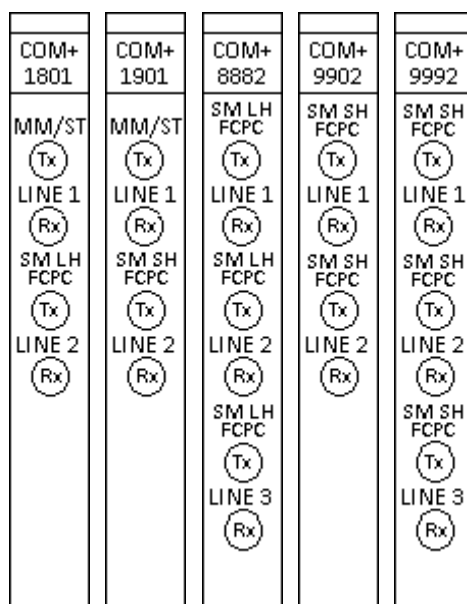 COM+
1801
MM/ST
Tx
LINE 1
Rx
SM LH
FCPC
Tx
LINE 2
Rx
COM+
1901
MM/ST
Tx
LINE 1
Rx
SM SH
FCPC
Tx
LINE 2
Rx
COM+
8882
SM LH
FCPC
Tx
LINE 1
Rx
SM LH
FCPC
Tx
LINE 2
Rx
SM LH
FCPC
Tx
LINE 3
Rx
COM+
9902
SM SH
FCPC
Tx
LINE 1
Rx
SM SH
FCPC
Tx
LINE 2
Rx
COM+
9992
SM SH
FCPC
Tx
LINE 1
Rx
SM SH
FCPC
Tx
LINE 2
Rx
SM SH
FCPC
Tx
LINE 3
Rx